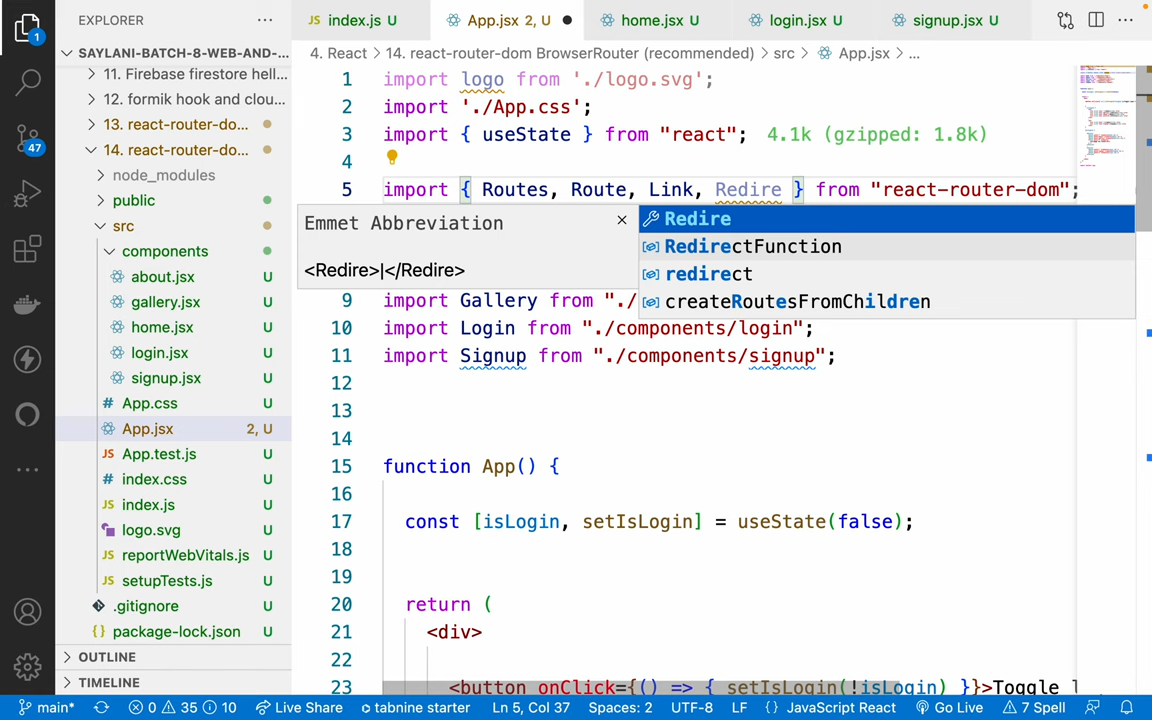 EXPLORER
SAYLANI-BATCH-8-WEB-AND-...
11. Firebase firestore hell...
12. formik hook and clou...
13. react-router-do...
14. react-router-do...
node_modules
public
src
components
about.jsx U
gallery.jsx U
home.jsx U
login.jsx U
signup.jsx U
App.css U
App.jsx 2, U
App.test.js U
index.css U
index.js U
logo.svg U
reportWebVitals.js U
setupTests.js U
.gitignore U
package-lock.json U
OUTLINE
TIMELINE
1
47
JS index.js U
App.jsx 2, U
home.jsx U
login.jsx U
signup.jsx U
4. React > 14. react-router-dom BrowserRouter (recommended) > src > App.jsx > ...
1 import logo from './logo.svg';
2 import './App.css';
3 import { useState } from "react"; 4.1k (gzipped: 1.8k)
4
5 import { Routes, Route, Link, Redire } from "react-router-dom";
Emmet Abbreviation
<Redire>|</Redire>
Redire
RedirectFunction
redirect
createRoutesFromChildren
9 import Gallery from "./
10 import Login from "./components/login";
11 import Signup from "./components/signup";
12
13
14
15 function App() {
16
17 const [isLogin, setIsLogin] = useState(false);
18
19
20 return (
21 <div>
22
23 <button onClick={() => { setIsLogin(!isLogin) }}>Toggle l
main* 0 35 10 Live Share tabnine starter Ln 5, Col 37 Spaces: 2 UTF-8 LF {} JavaScript React Go Live 7 Spell